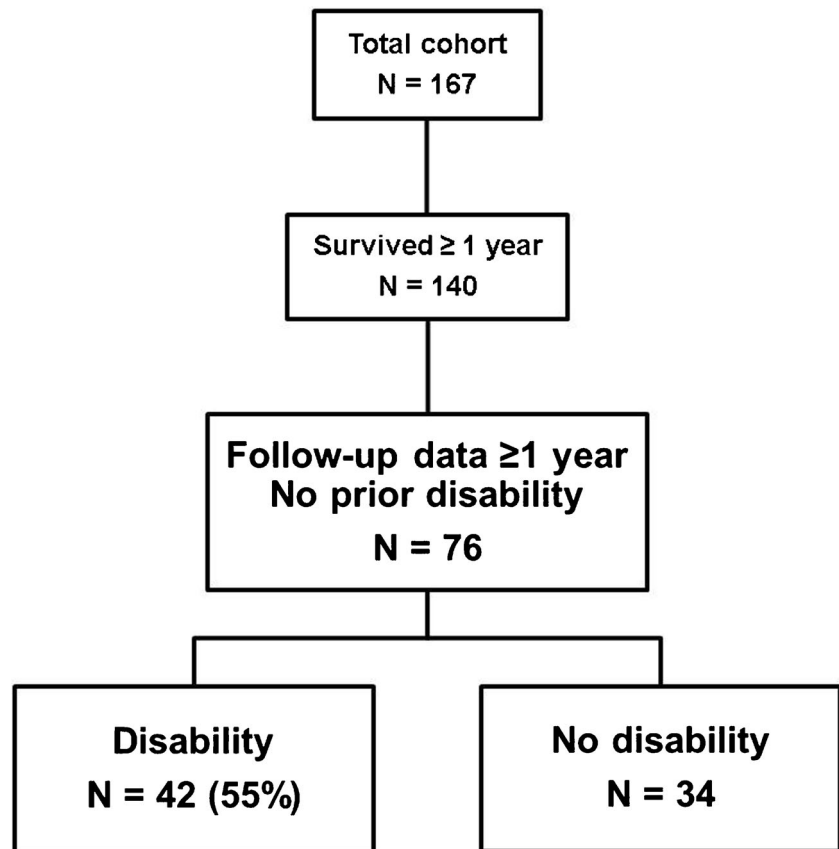 Total cohort
N = 167
Survived ≥ 1 year
N = 140
Follow-up data ≥1 year
No prior disability
N = 76
Disability
N = 42 (55%)
No disability
N = 34